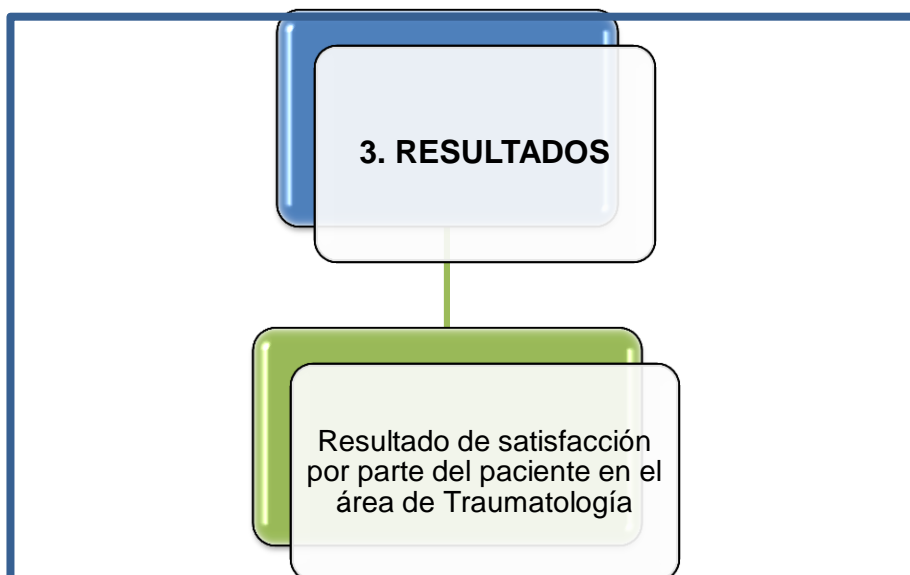 3. RESULTADOS
Resultado de satisfacción
por parte del paciente en el
área de Traumatología